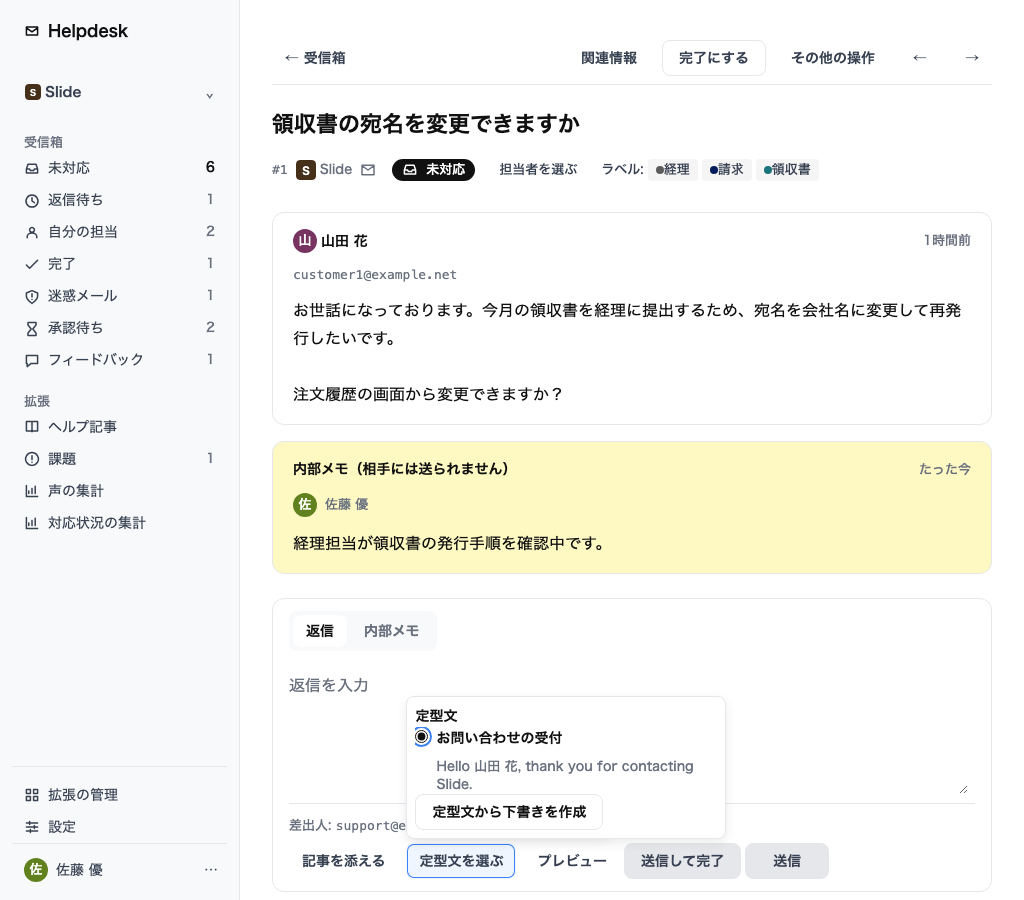 Helpdesk
S Slide
受信箱
未対応 6
返信待ち 1
自分の担当 2
完了 1
迷惑メール 1
承認待ち 2
フィードバック 1
拡張
ヘルプ記事
課題 1
声の集計
対応状況の集計
拡張の管理
設定
佐 佐藤 優 ...
← 受信箱 関連情報 完了にする その他の操作 ← →
領収書の宛名を変更できますか
#1 S Slide 未対応 担当者を選ぶ ラベル: 経理 請求 領収書
山 山田 花 1時間前
customer1@example.net
お世話になっております。今月の領収書を経理に提出するため、宛名を会社名に変更して再発
行したいです。
注文履歴の画面から変更できますか？
内部メモ（相手には送られません） たった今
佐 佐藤 優
経理担当が領収書の発行手順を確認中です。
返信 内部メモ
返信を入力
定型文
お問い合わせの受付
Hello 山田 花, thank you for contacting
Slide.
定型文から下書きを作成
差出人: support@e
記事を添える 定型文を選ぶ プレビュー 送信して完了 送信